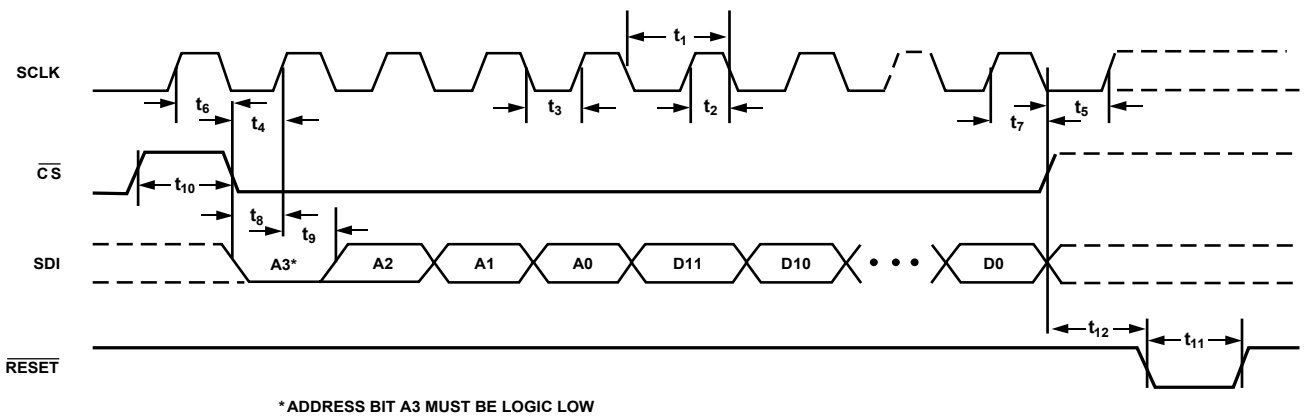 t1
SCLK
t6
t3
t2
t5
t4
t7
CS
t10
t8
t9
SDI
A3*
A2
A1
A0
D11
D10
• • •
D0
t12
t11
RESET
*ADDRESS BIT A3 MUST BE LOGIC LOW